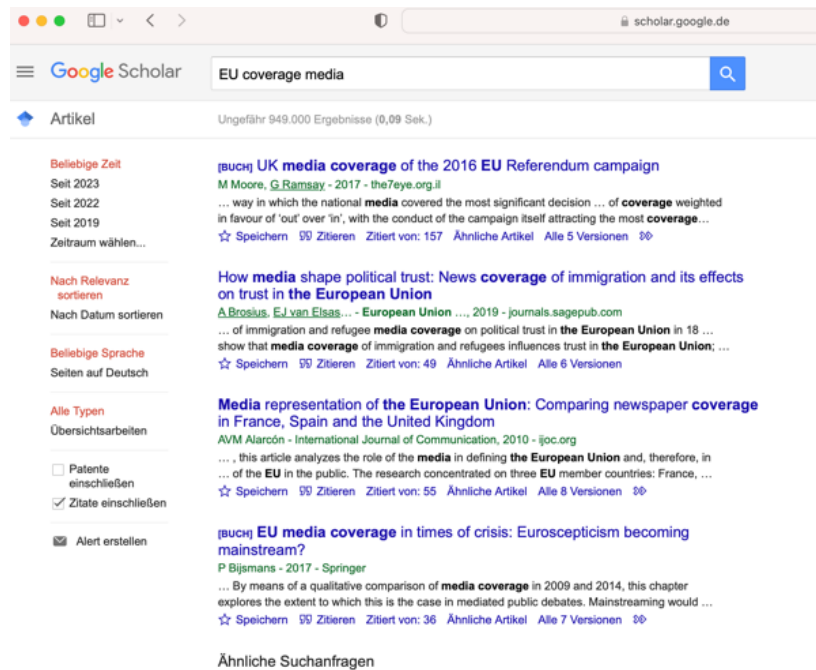 scholar.google.de
Google Scholar
EU coverage media
Artikel
Ungefähr 949.000 Ergebnisse (0,09 Sek.)
Beliebige Zeit
Seit 2023
Seit 2022
Seit 2019
Zeitraum wählen...
Nach Relevanz
sortieren
Nach Datum sortieren
Beliebige Sprache
Seiten auf Deutsch
Alle Typen
Übersichtsarbeiten
Patente
einschließen
Zitate einschließen
Alert erstellen
[BUCH] UK media coverage of the 2016 EU Referendum campaign
M Moore, G Ramsay - 2017 - the7eye.org.il
... way in which the national media covered the most significant decision ... of coverage weighted
in favour of 'out' over 'in', with the conduct of the campaign itself attracting the most coverage...
Speichern Zitieren Zitiert von: 157 Ähnliche Artikel Alle 5 Versionen
How media shape political trust: News coverage of immigration and its effects
on trust in the European Union
A Brosius, EJ van Elsas... - European Union ..., 2019 - journals.sagepub.com
... of immigration and refugee media coverage on political trust in the European Union in 18 ...
show that media coverage of immigration and refugees influences trust in the European Union; ...
Speichern Zitieren Zitiert von: 49 Ähnliche Artikel Alle 6 Versionen
Media representation of the European Union: Comparing newspaper coverage
in France, Spain and the United Kingdom
AVM Alarcón - International Journal of Communication, 2010 - ijoc.org
... , this article analyzes the role of the media in defining the European Union and, therefore, in
... of the EU in the public. The research concentrated on three EU member countries: France, ...
Speichern Zitieren Zitiert von: 55 Ähnliche Artikel Alle 8 Versionen
[BUCH] EU media coverage in times of crisis: Euroscepticism becoming
mainstream?
P Bijsmans - 2017 - Springer
... By means of a qualitative comparison of media coverage in 2009 and 2014, this chapter
explores the extent to which this is the case in mediated public debates. Mainstreaming would ...
Speichern Zitieren Zitiert von: 36 Ähnliche Artikel Alle 7 Versionen
Ähnliche Suchanfragen